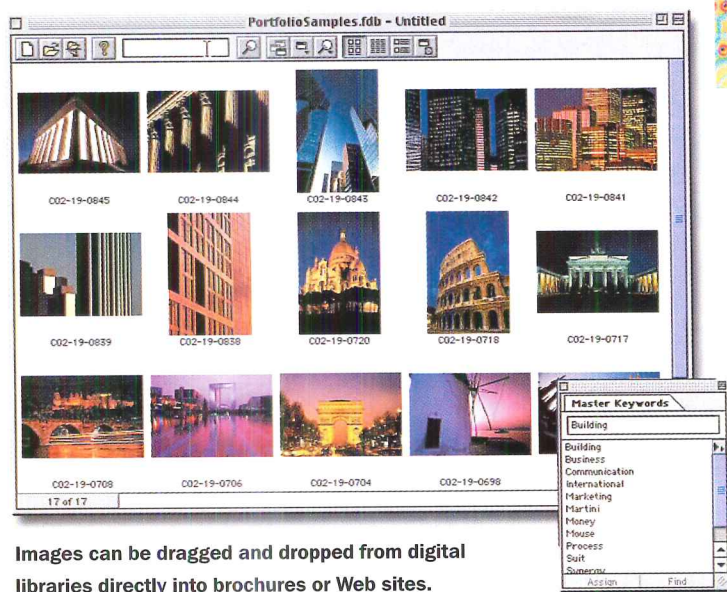 PortfolioSamples.fdb - Untitled
C02-19-0845
C02-19-0844
C02-19-0843
C02-19-0842
C02-19-0841
C02-19-0839
C02-19-0838
C02-19-0720
C02-19-0718
C02-19-0717
C02-19-0708
C02-19-0706
C02-19-0704
C02-19-0698
17 of 17
Master Keywords
Building
Building
Business
Communication
International
Marketing
Martini
Money
Mouse
Process
Suit
Synergy
Assign
Find
Images can be dragged and dropped from digital
libraries directly into brochures or Web sites.